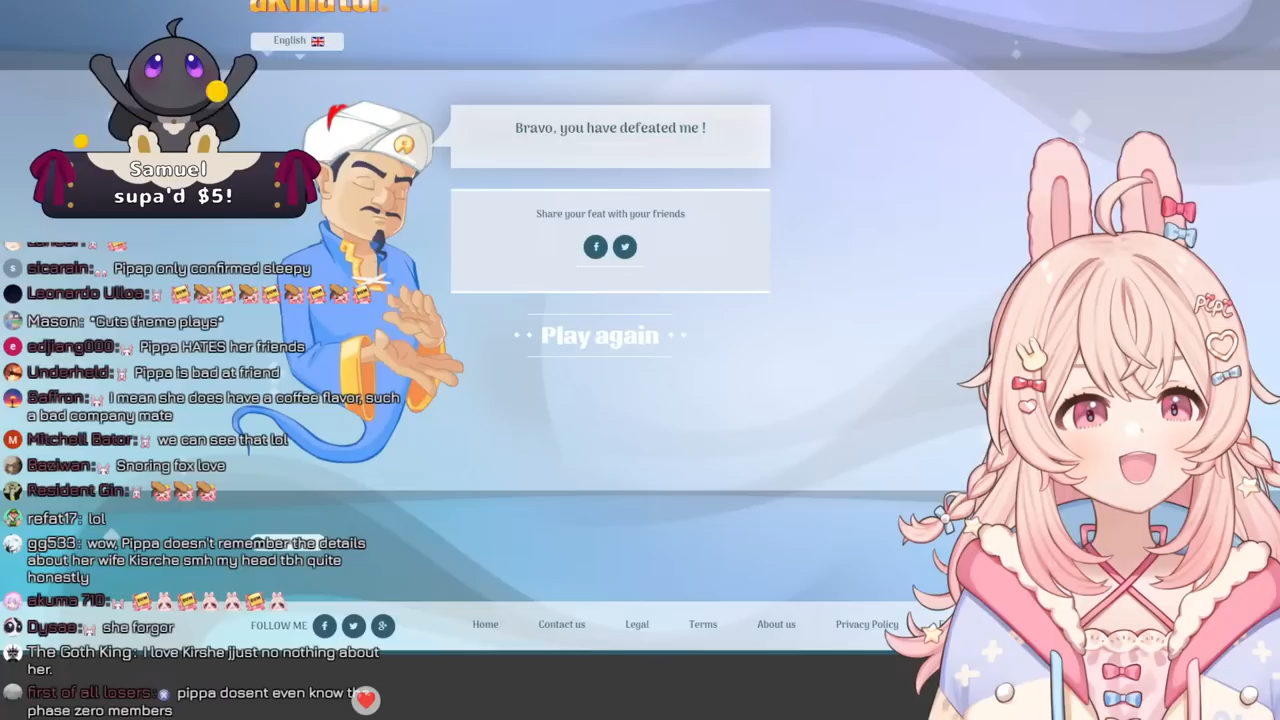 akinator
English
Bravo, you have defeated me !
Samuel
supa'd $5!
Share your feat with your friends
sicarain: Pipap only confirmed sleepy
Leonardo Ulloa:
Mason: *Guts theme plays*
edjiang000: Pippa HATES her friends
Play again
Underheld: Pippa is bad at friend
Saffron: I mean she does have a coffee flavor, such
a bad company mate
Mitchell Bator: we can see that lol
Baziwan: Snoring fox love
Resident Gin:
refat17: lol
gg533: wow, Pippa doesn't remember the details
about her wife Kisrche smh my head tbh quite
honestly
akuma 710:
Dysae: she forgor
FOLLOW ME
Home Contact us Legal Terms About us Privacy Policy
The Goth King: I love Kirshe jjust no nothing about
her.
first of all losers: pippa dosent even know
phase zero members
PiPi